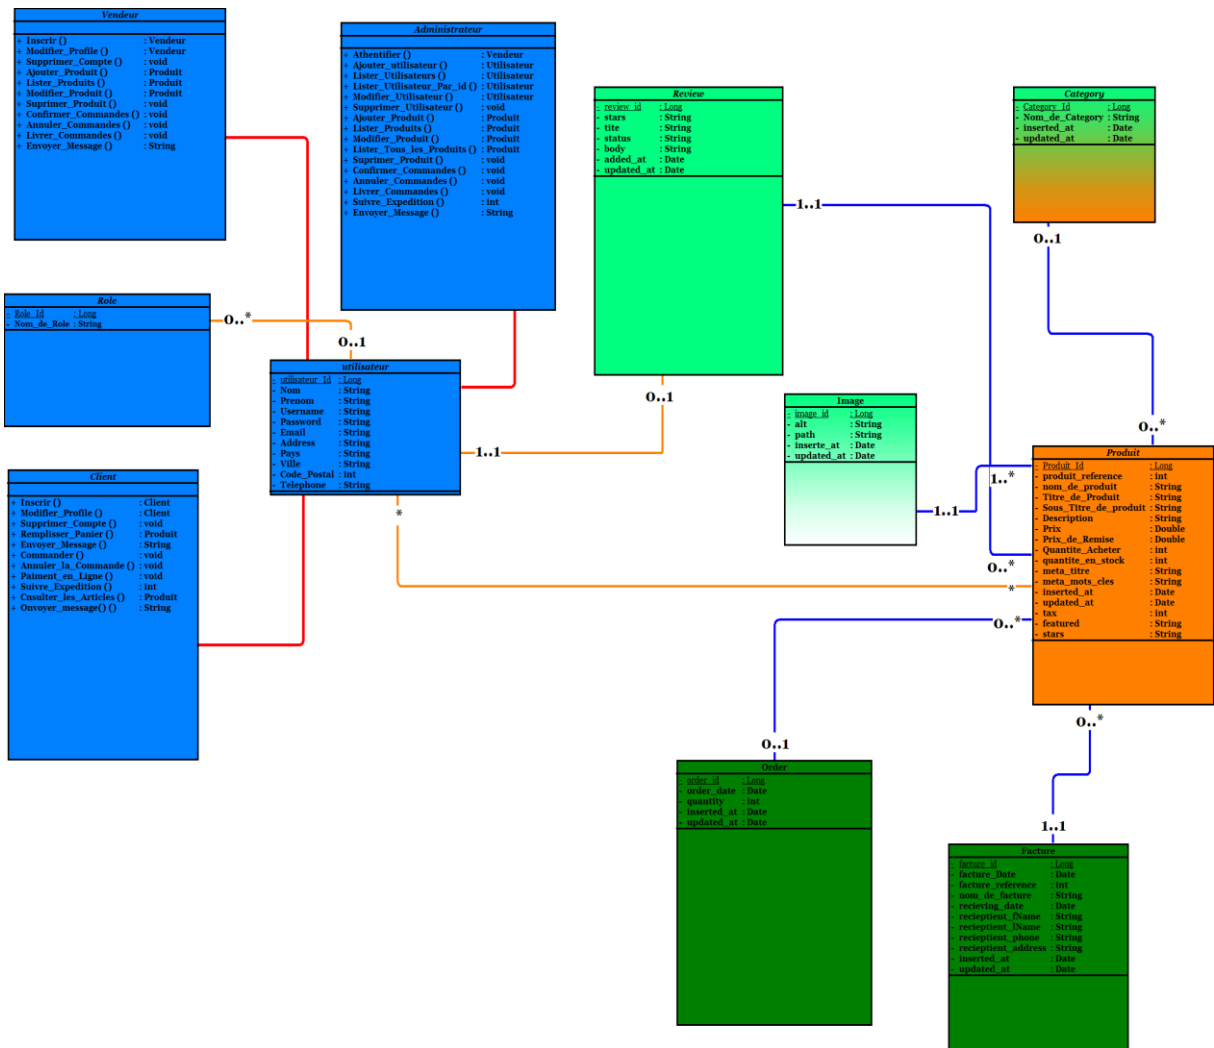 Vendeur
+ Inscrir () : Vendeur
+ Modifier_Profile () : Vendeur
+ Supprimer_Compte () : void
+ Ajouter_Produit () : Produit
+ Lister_Produits () : Produit
+ Modifier_Produit () : Produit
+ Suprimer_Produit () : void
+ Confirmer_Commandes () : void
+ Annuler_Commandes () : void
+ Livrer_Commandes () : void
+ Envoyer_Message () : String
Administrateur
+ Athentifier () : Vendeur
+ Ajouter_utilisateur () : Utilisateur
+ Lister_Utilisateurs () : Utilisateur
+ Lister_Utilisateur_Par_id () : Utilisateur
+ Modifier_Utilisateur () : Utilisateur
+ Supprimer_Utilisateur () : void
+ Ajouter_Produit () : Produit
+ Lister_Produits () : Produit
+ Modifier_Produit () : Produit
+ Lister_Tous_les_Produits () : Produit
+ Suprimer_Produit () : void
+ Confirmer_Commandes () : void
+ Annuler_Commandes () : void
+ Livrer_Commandes () : void
+ Suivre_Expedition () : int
+ Envoyer_Message () : String
Review
- review_id : Long
- stars : String
- tite : String
- status : String
- body : String
- added_at : Date
- updated_at : Date
Category
- Category_Id : Long
- Nom_de_Category : String
- inserted_at : Date
- updated_at : Date
1..1
0..1
Role
- Role_Id : Long
- Nom_de_Role : String
0..*
0..1
utilisateur
- utilisateur_Id : Long
- Nom : String
- Prenom : String
- Username : String
- Password : String
- Email : String
- Address : String
- Pays : String
- Ville : String
- Code_Postal : int
- Telephone : String
0..1
1..1
*
Image
- image_id : Long
- alt : String
- path : String
- inserte_at : Date
- updated_at : Date
1..1
1..*
0..*
0..*
*
0..*
Produit
- Produit_Id : Long
- produit_reference : int
- nom_de_produit : String
- Titre_de_Produit : String
- Sous_Titre_de_produit : String
- Description : String
- Prix : Double
- Prix_de_Remise : Double
- Quantite_Acheter : int
- quantite_en_stock : int
- meta_titre : String
- meta_mots_cles : String
- inserted_at : Date
- updated_at : Date
- tax : int
- featured : String
- stars : String
Client
+ Inscrir () : Client
+ Modifier_Profile () : Client
+ Supprimer_Compte () : void
+ Remplisser_Panier () : Produit
+ Envoyer_Message () : String
+ Commander () : void
+ Annuler_la_Commande () : void
+ Paiment_en_Ligne () : void
+ Suivre_Expedition () : int
+ Cnsulter_les_Articles () : Produit
+ Onvoyer_message() () : String
0..*
0..1
Order
- order_id : Long
- order_date : Date
- quantity : int
- inserted_at : Date
- updated_at : Date
1..1
Facture
- facture_id : Long
- facture_Date : Date
- facture_reference : int
- nom_de_facture : String
- recieving_date : Date
- recieptient_fName : String
- recieptient_lName : String
- recieptient_phone : String
- recieptient_address : String
- inserted_at : Date
- updated_at : Date